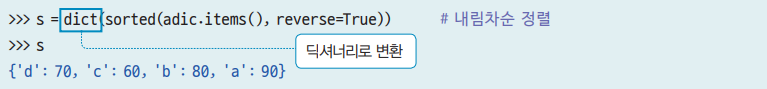 >>> s = dict(sorted(adic.items(), reverse=True)) # 내림차순 정렬
>>> s
딕셔너리로 변환
{'d': 70, 'c': 60, 'b': 80, 'a': 90}